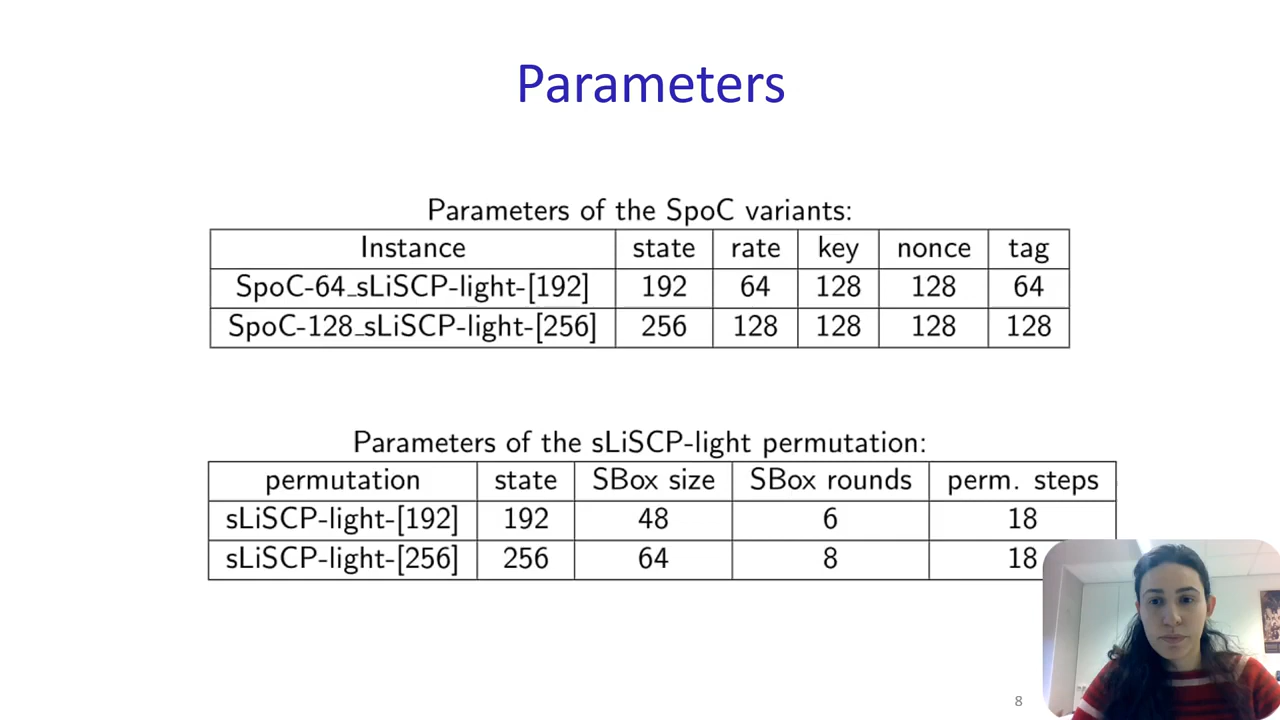 Parameters
Parameters of the SpoC variants:
Instance state rate key nonce tag
SpoC-64_sLiSCP-light-[192] 192 64 128 128 64
SpoC-128_sLiSCP-light-[256] 256 128 128 128 128
Parameters of the sLiSCP-light permutation:
permutation state SBox size SBox rounds perm. steps
sLiSCP-light-[192] 192 48 6 18
sLiSCP-light-[256] 256 64 8 18
8